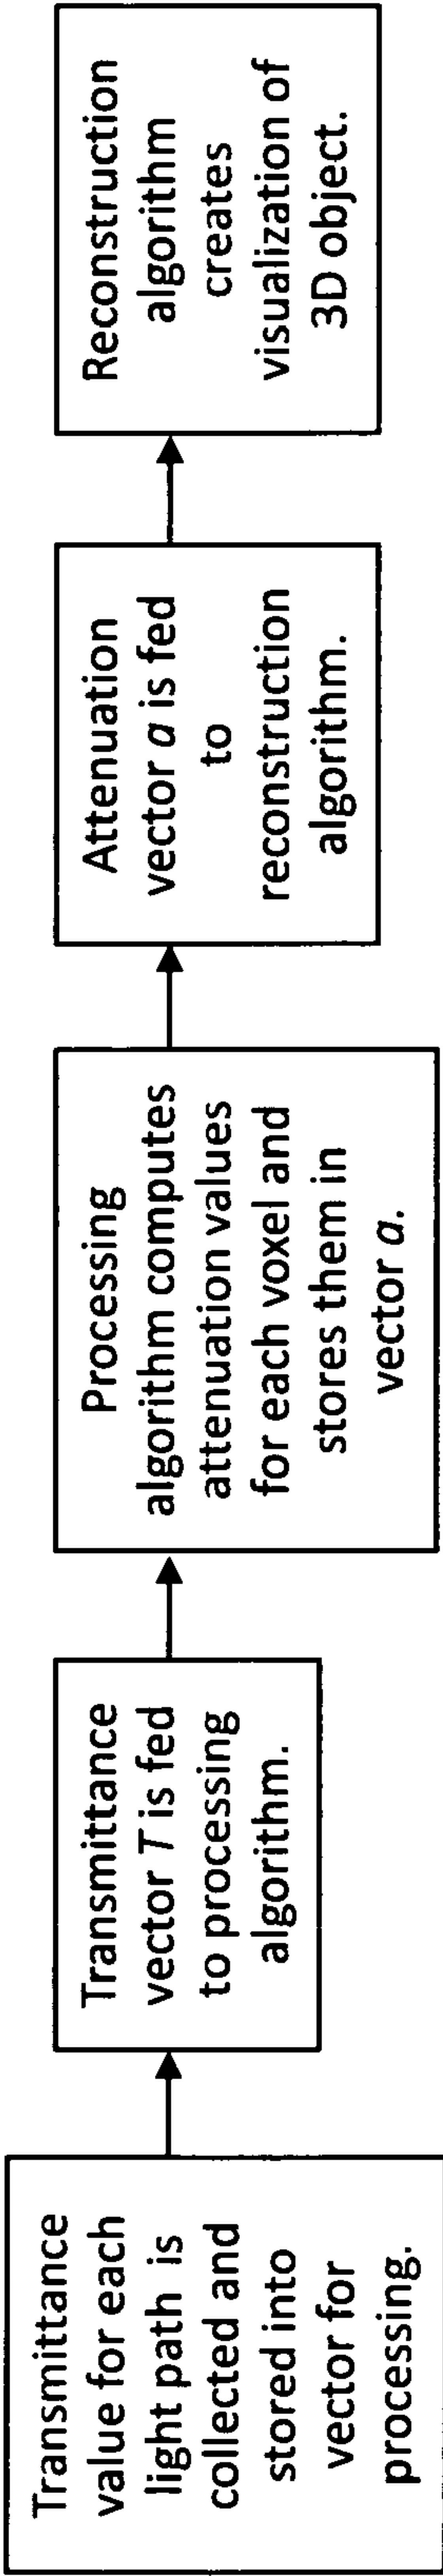 Transmittance
value for each
light path is
collected and
stored into
vector for
processing.
Transmittance
vector T is fed
to processing
algorithm.
Processing
algorithm computes
attenuation values
for each voxel and
stores them in
vector a.
Attenuation
vector a is fed
to
reconstruction
algorithm.
Reconstruction
algorithm
creates
visualization of
3D object.